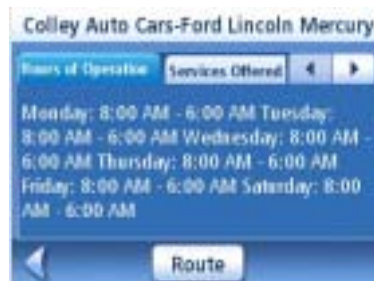 Colley Auto Cars-Ford Lincoln Mercury
Hours of Operation Services Offered
Monday: 8:00 AM - 6:00 AM Tuesday:
8:00 AM - 6:00 AM Wednesday: 8:00 AM -
6:00 AM Thursday: 8:00 AM - 6:00 AM
Friday: 8:00 AM - 6:00 AM Saturday: 8:00
AM - 6:00 AM
Route